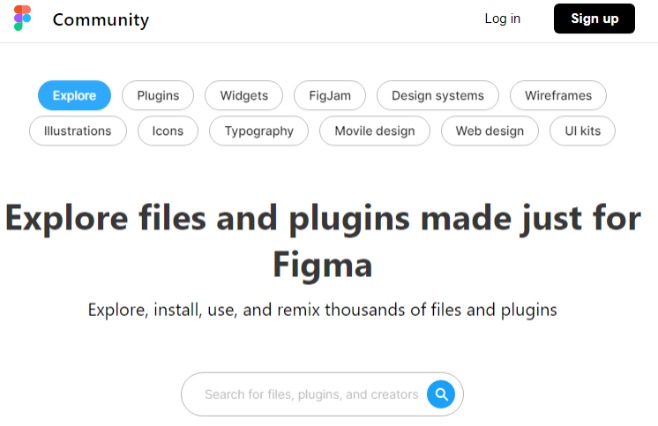 Community Log in Sign up
Explore Plugins Widgets FigJam Design systems Wireframes
Illustrations Icons Typography Movile design Web design UI kits
Explore files and plugins made just for
Figma
Explore, install, use, and remix thousands of files and plugins
Search for files, plugins, and creators